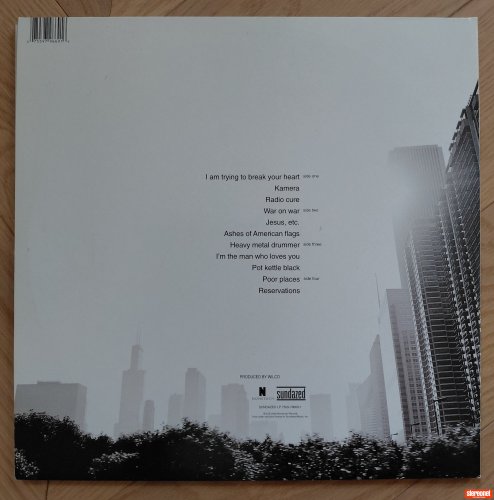 I am trying to break your heart side one
Kamera
Radio cure
War on war side two
Jesus, etc.
Ashes of American flags
Heavy metal drummer side three
I'm the man who loves you
Pot kettle black
Poor places side four
Reservations
PRODUCED BY WILCO
N sundazed
NONESUCH
stereonet